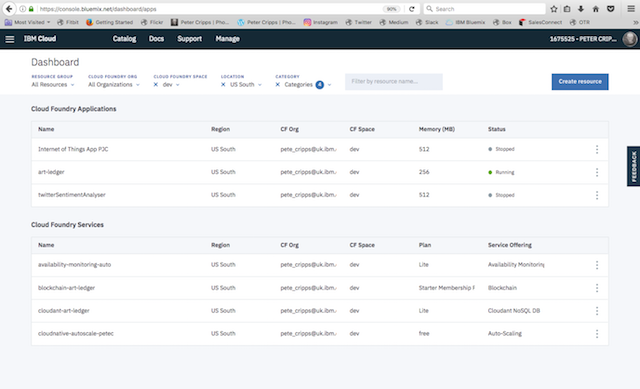 https://console.bluemix.net/dashboard/apps 90% Search
Most Visited Fitbit Getting Started Flickr Peter Cripps Peter Cripps | Pho... Instagram Twitter Medium Slack IBM Bluemix SalesConnect OTR
IBM Cloud Catalog Docs Support Manage 1675525 - PETER CRIP...
Dashboard
RESOURCE GROUP CLOUD FOUNDRY ORG CLOUD FOUNDRY SPACE LOCATION CATEGORY
All Resources All Organizations dev US South Categories 4 Filter by resource name... Create resource
Cloud Foundry Applications
Name Region CF Org CF Space Memory (MB) Status
Internet of Things App PJC US South pete_cripps@uk.ibm. dev 512 Stopped
art-ledger US South pete_cripps@uk.ibm. dev 256 Running
twitterSentimentAnalyser US South pete_cripps@uk.ibm. dev 512 Stopped
FEEDBACK
Cloud Foundry Services
Name Region CF Org CF Space Plan Service Offering
availability-monitoring-auto US South pete_cripps@uk.ibm. dev Lite Availability Monitoring
blockchain-art-ledger US South pete_cripps@uk.ibm. dev Starter Membership P Blockchain
cloudant-art-ledger US South pete_cripps@uk.ibm. dev Lite Cloudant NoSQL DB
cloudnative-autoscale-petec US South pete_cripps@uk.ibm. dev free Auto-Scaling